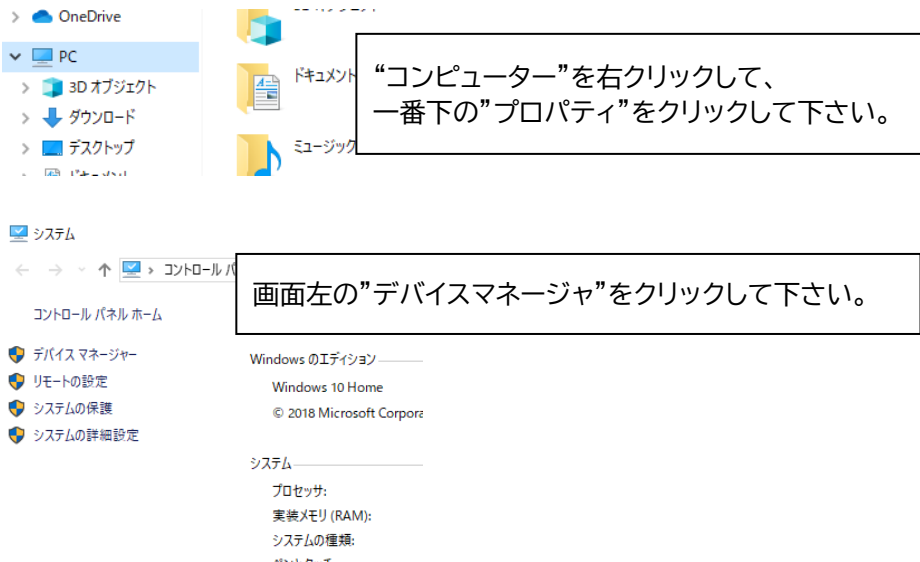 OneDrive
PC
3D オブジェクト
ダウンロード
デスクトップ
ドキュメント
ミュージック
“コンピューター”を右クリックして、
一番下の”プロパティ”をクリックして下さい。
システム
コントロール パ
画面左の”デバイスマネージャ”をクリックして下さい。
コントロール パネル ホーム
デバイス マネージャー
リモートの設定
システムの保護
システムの詳細設定
Windows のエディション
Windows 10 Home
© 2018 Microsoft Corpora
システム
プロセッサ:
実装メモリ (RAM):
システムの種類: